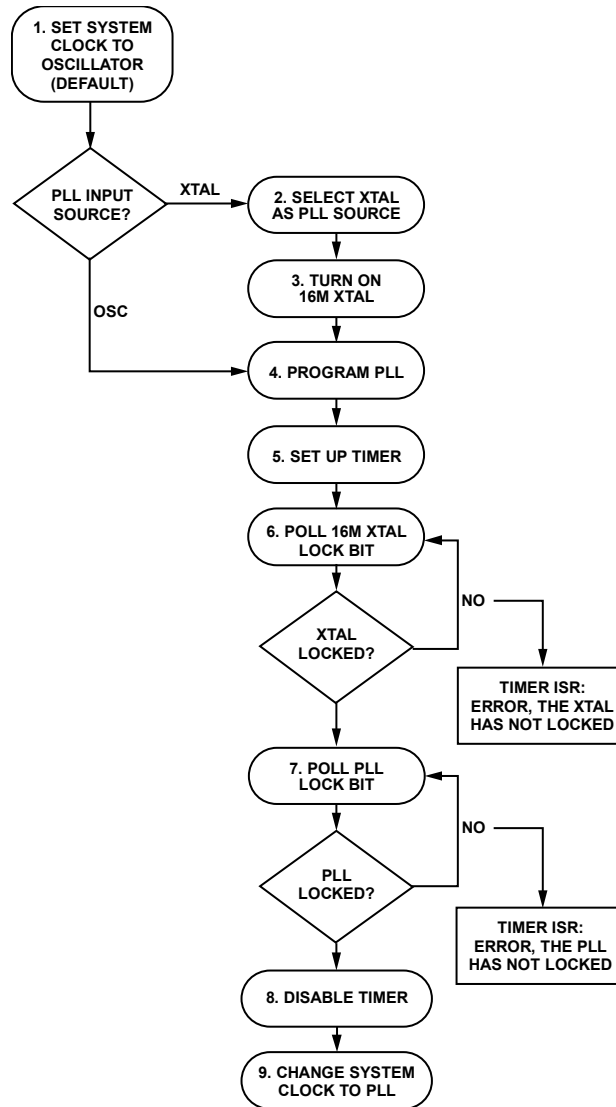 1. SET SYSTEM
CLOCK TO
OSCILLATOR
(DEFAULT)
PLL INPUT
SOURCE?
XTAL
2. SELECT XTAL
AS PLL SOURCE
3. TURN ON
16M XTAL
OSC
4. PROGRAM PLL
5. SET UP TIMER
6. POLL 16M XTAL
LOCK BIT
NO
XTAL
LOCKED?
TIMER ISR:
ERROR, THE XTAL
HAS NOT LOCKED
7. POLL PLL
LOCK BIT
NO
PLL
LOCKED?
TIMER ISR:
ERROR, THE PLL
HAS NOT LOCKED
8. DISABLE TIMER
9. CHANGE SYSTEM
CLOCK TO PLL